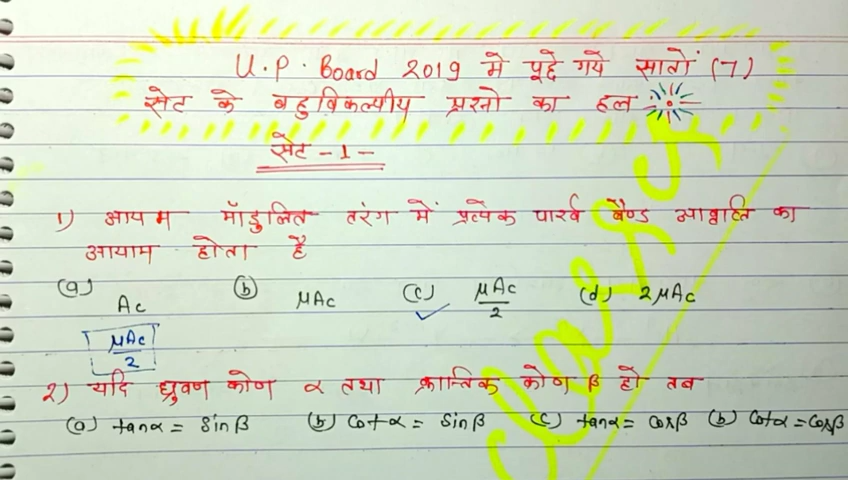 U.P. Board 2019 मे पूछे गये सातों (7)
सेट के बहुविकल्पीय प्रश्नो का हल
सेट - 1 -
1) आयाम मॉडुलित तरंग में प्रत्येक पार्श्व बैण्ड आवृत्ति का
आयाम होता है
(a) Ac (b) μAc (c) μAc/2 (d) 2μAc
μAc/2
2) यदि ध्रुवण कोण α तथा क्रान्तिक कोण β हो तब
(a) tanα = sinβ (b) Cotα = sinβ (c) tanα = cosβ (b) Cotα = cosβ